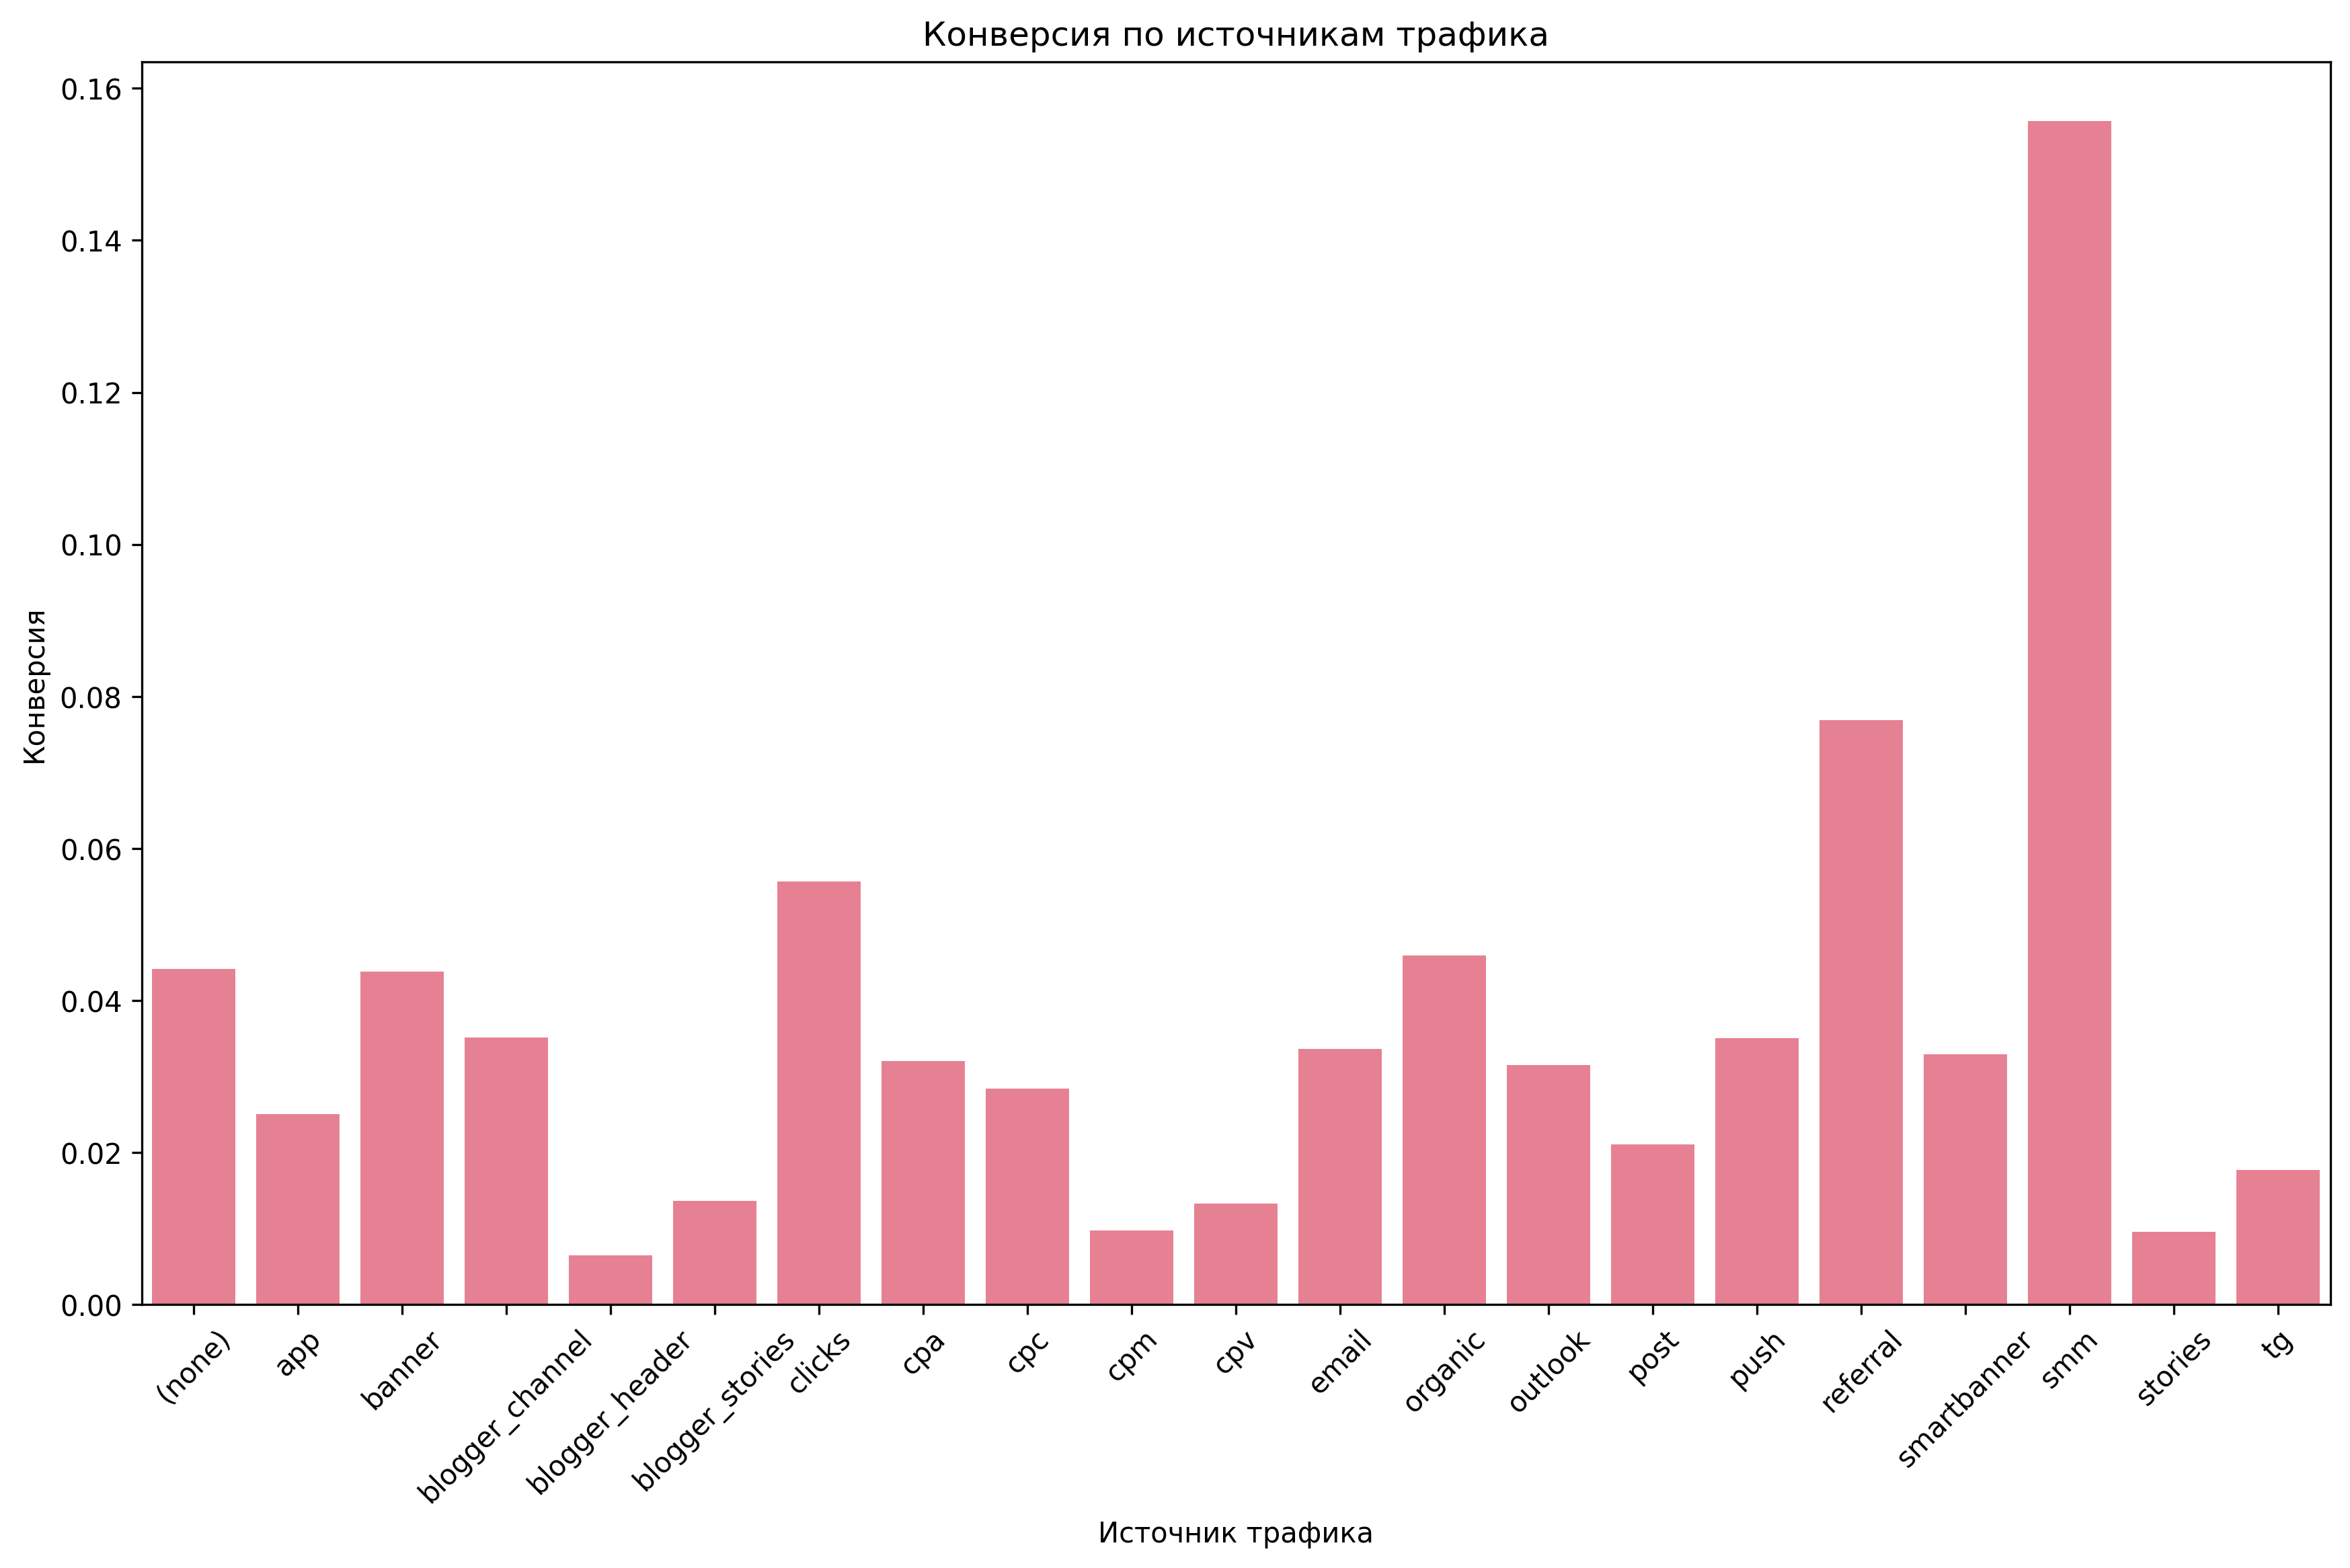 Конверсия по источникам трафика
Конверсия
0.16
0.14
0.12
0.10
0.08
0.06
0.04
0.02
0.00
(none)
app
banner
blogger_channel
blogger_header
blogger_stories
clicks
cpa
cpc
cpm
cpv
email
organic
outlook
post
push
referral
smartbanner
smm
stories
tg
Источник трафика